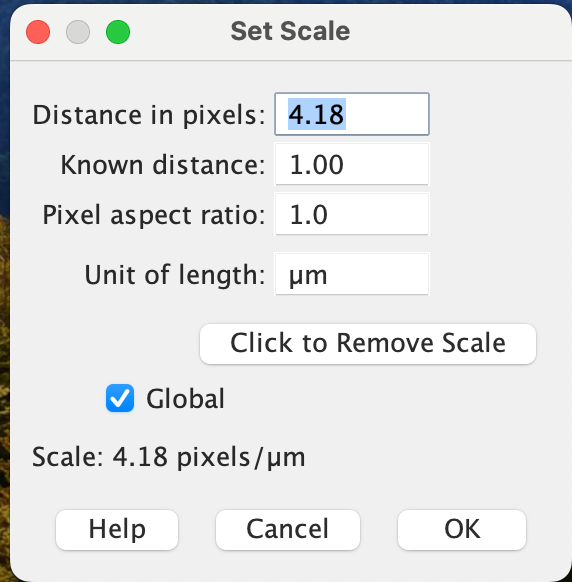 Set Scale
Distance in pixels: 4.18
Known distance: 1.00
Pixel aspect ratio: 1.0
Unit of length: µm
Click to Remove Scale
Global
Scale: 4.18 pixels/µm
Help Cancel OK